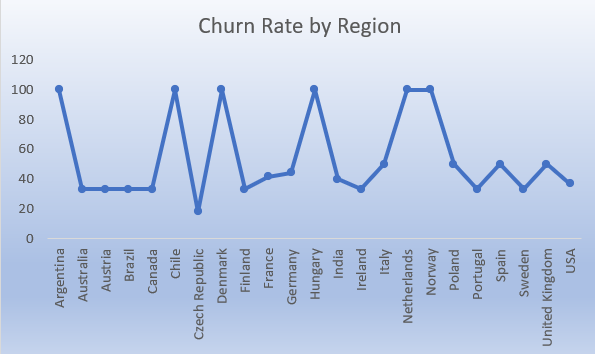 Churn Rate by Region
120
100
80
60
40
20
0
Argentina
Australia
Austria
Brazil
Canada
Chile
Czech Republic
Denmark
Finland
France
Germany
Hungary
India
Ireland
Italy
Netherlands
Norway
Poland
Portugal
Spain
Sweden
United Kingdom
USA